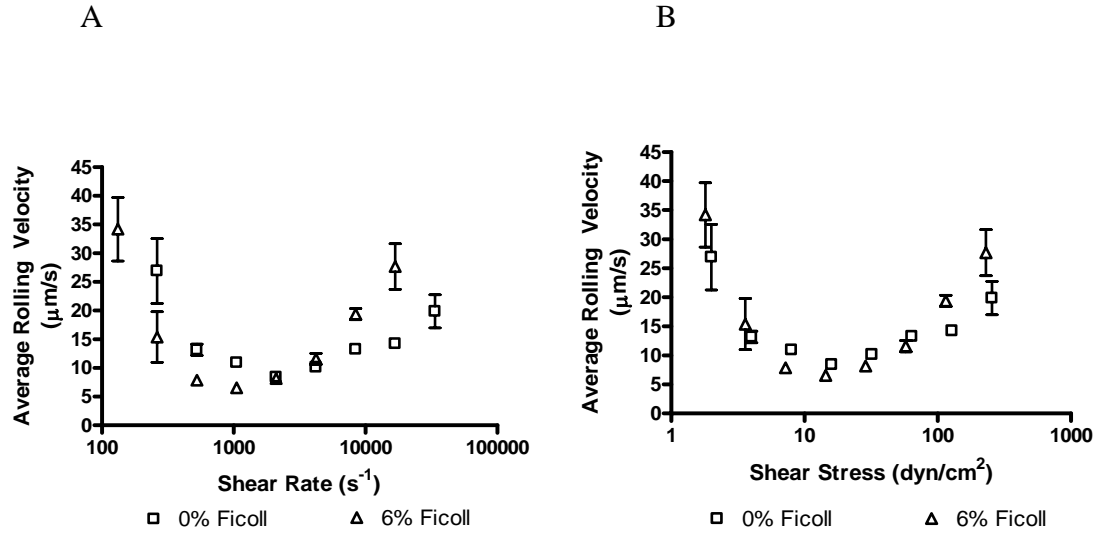 A
B
Average Rolling Velocity
(μm/s)
45
40
35
30
25
20
15
10
5
0
100
1000
10000
100000
Shear Rate (s⁻¹)
0% Ficoll
6% Ficoll
Average Rolling Velocity
(μm/s)
45
40
35
30
25
20
15
10
5
0
1
10
100
1000
Shear Stress (dyn/cm²)
0% Ficoll
6% Ficoll